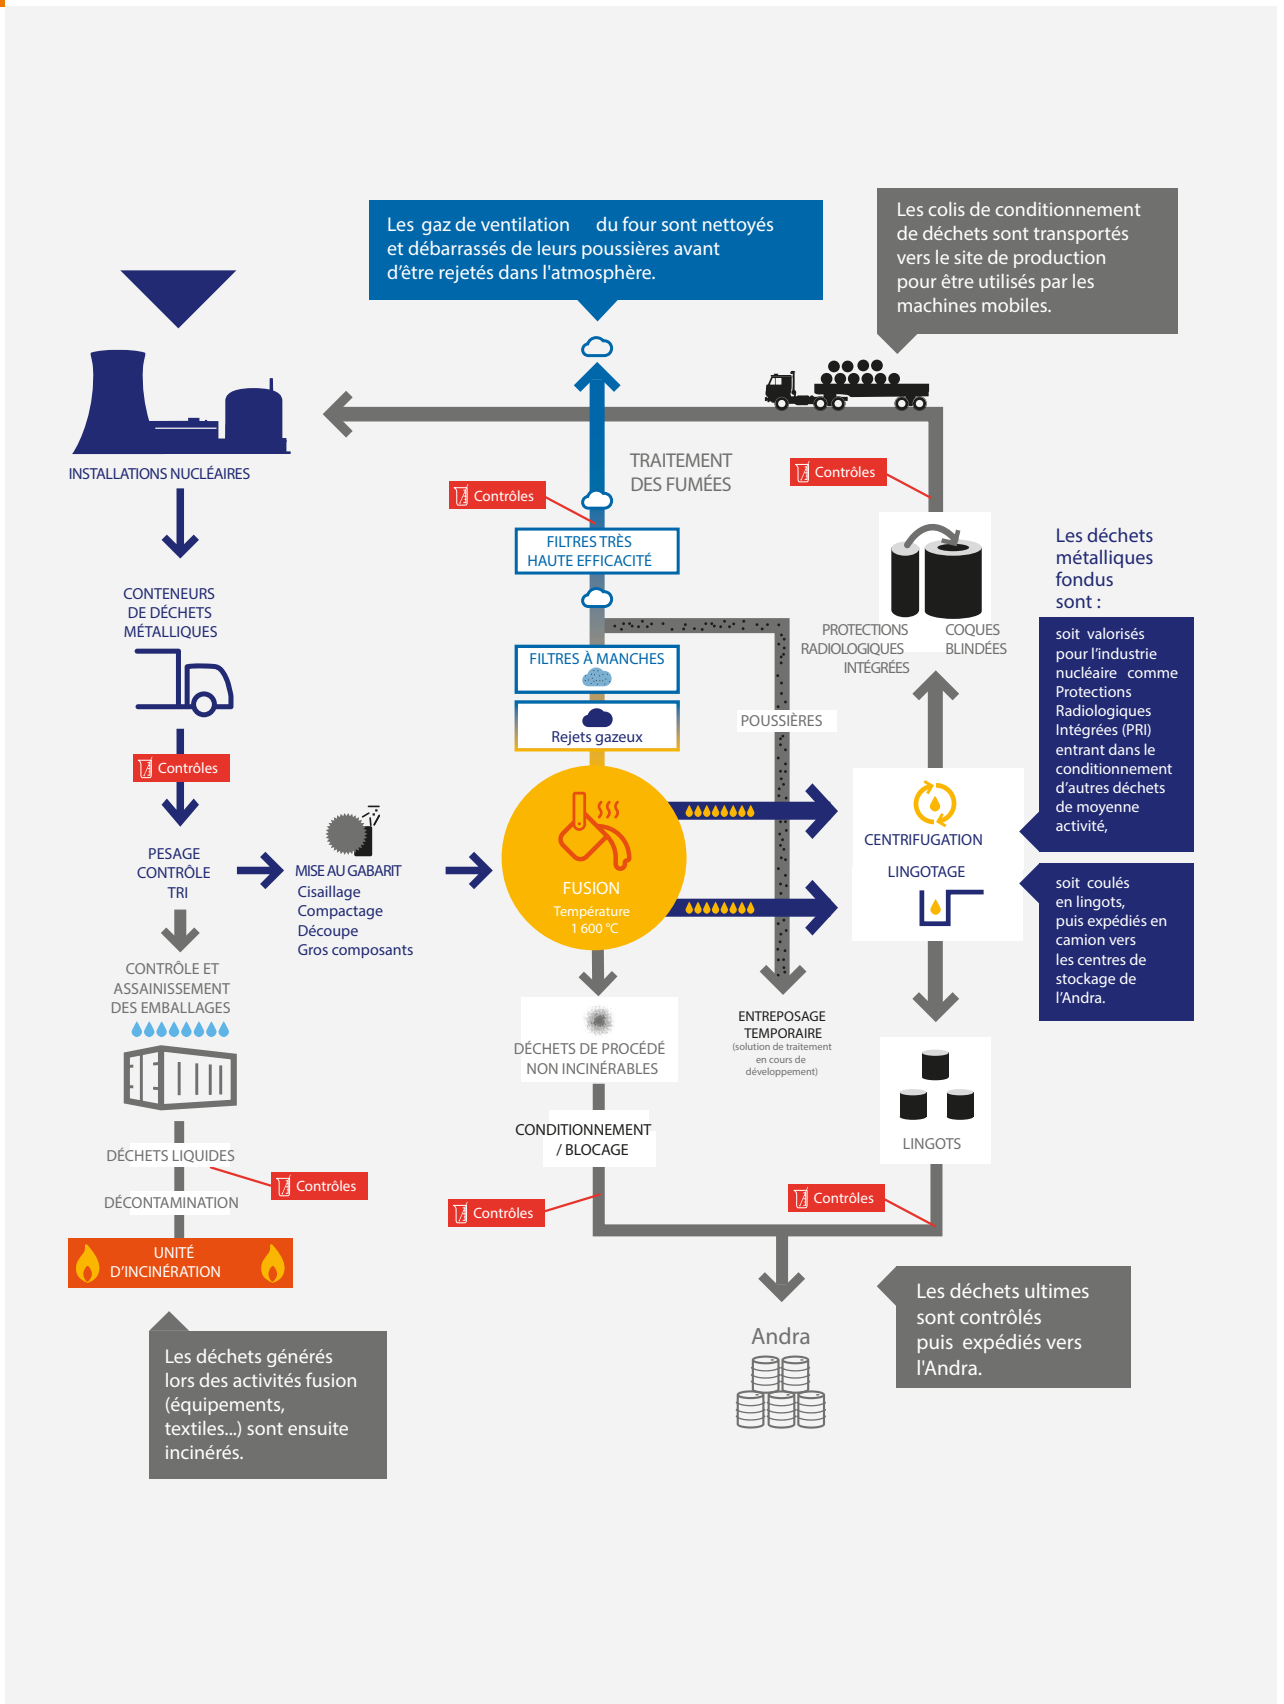 Les gaz de ventilation du four sont nettoyés
et débarrassés de leurs poussières avant
d’être rejetés dans l'atmosphère.
Les colis de conditionnement
de déchets sont transportés
vers le site de production
pour être utilisés par les
machines mobiles.
INSTALLATIONS NUCLÉAIRES
CONTENEURS
DE DÉCHETS
MÉTALLIQUES
Contrôles
PESAGE
CONTRÔLE
TRI
MISE AU GABARIT
Cisaillage
Compactage
Découpe
Gros composants
CONTRÔLE ET
ASSAINISSEMENT
DES EMBALLAGES
DÉCHETS LIQUIDES
Contrôles
DÉCONTAMINATION
UNITÉ
D’INCINÉRATION
Les déchets générés
lors des activités fusion
(équipements,
textiles...) sont ensuite
incinérés.
TRAITEMENT
DES FUMÉES
Contrôles
FILTRES TRÈS
HAUTE EFFICACITÉ
FILTRES À MANCHES
Rejets gazeux
FUSION
Température
1 600 °C
DÉCHETS DE PROCÉDÉ
NON INCINÉRABLES
CONDITIONNEMENT
/ BLOCAGE
Contrôles
POUSSIÈRES
ENTREPOSAGE
TEMPORAIRE
(solution de traitement
en cours de
développement)
Contrôles
PROTECTIONS
RADIOLOGIQUES
INTÉGRÉES
COQUES
BLINDÉES
CENTRIFUGATION
LINGOTAGE
LINGOTS
Contrôles
Andra
Les déchets
métalliques
fondus
sont :
soit valorisés
pour l’industrie
nucléaire comme
Protections
Radiologiques
Intégrées (PRI)
entrant dans le
conditionnement
d’autres déchets
de moyenne
activité,
soit coulés
en lingots,
puis expédiés en
camion vers
les centres de
stockage de
l’Andra.
Les déchets ultimes
sont contrôlés
puis expédiés vers
l'Andra.